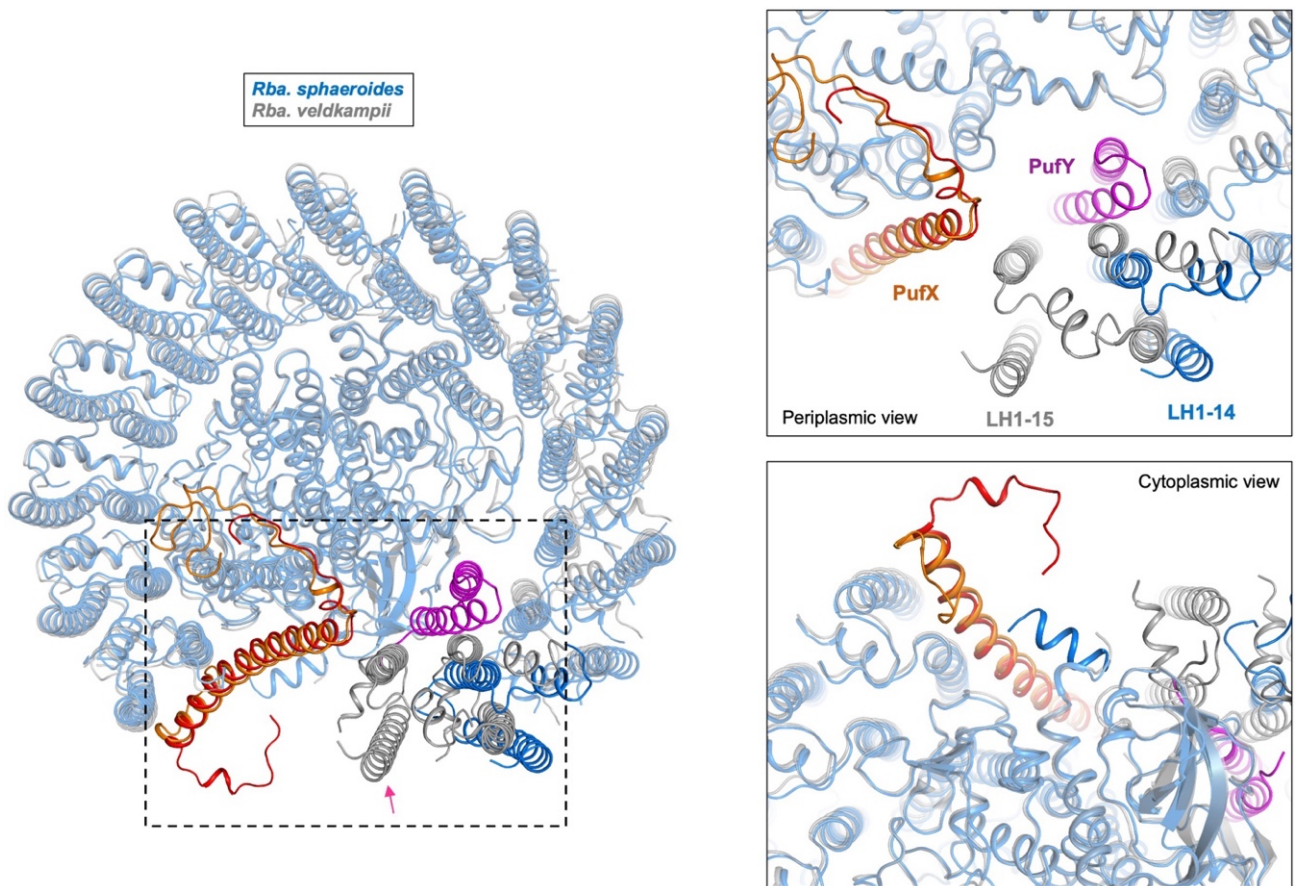 Rba. sphaeroides
Rba. veldkampii
PufY
PufX
LH1-15
LH1-14
Periplasmic view
Cytoplasmic view